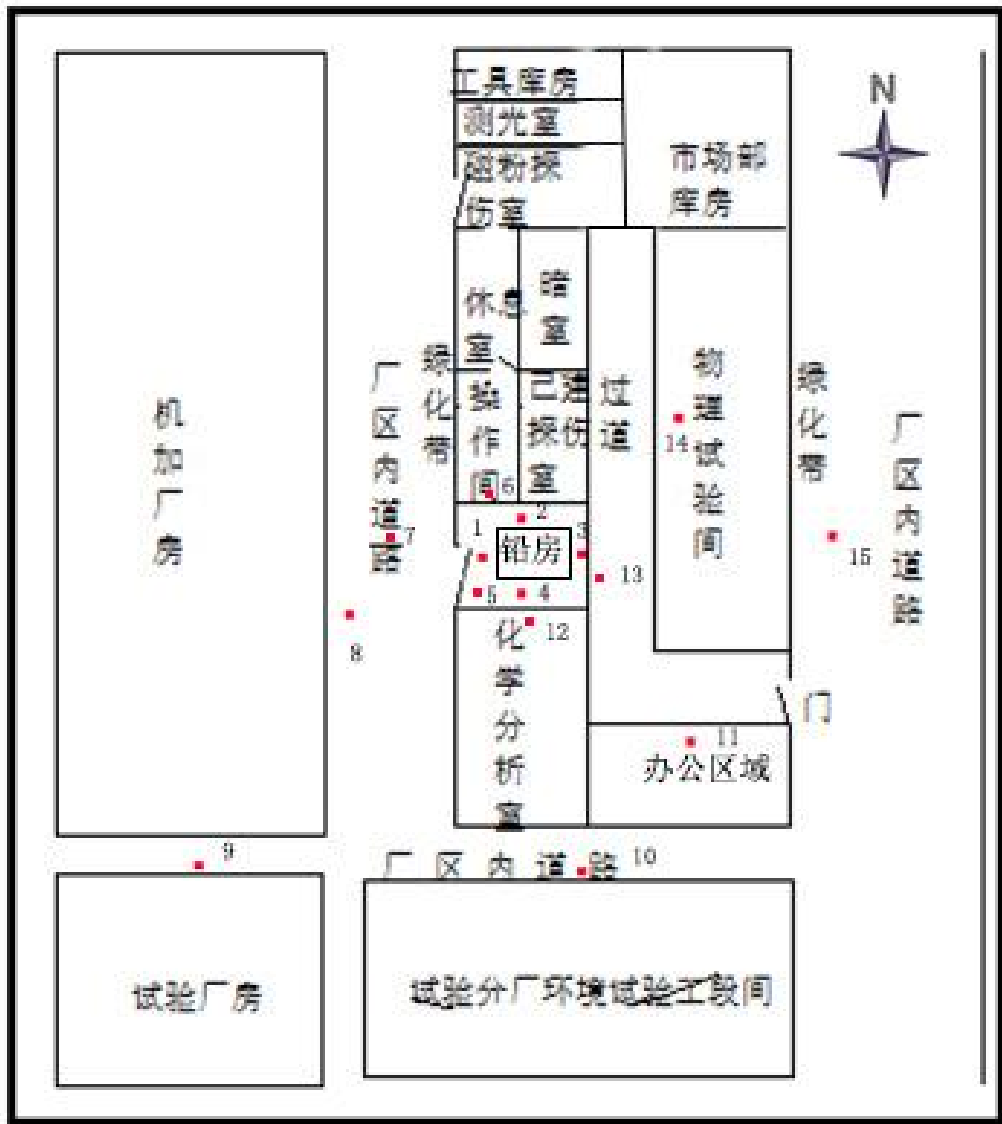 工具库房
测光室
磁粉探
伤室
市场部
库房
N
休息
室
暗
室
操
作
间
已准
探伤
室
过
道
物理试验间
绿化带
厂区内道路
绿化带
厂区内道路
机加厂房
铅房
1
2
3
4
5
6
7
8
9
10
11
12
13
14
15
化学分析室
门
办公区域
厂区内道路
试验厂房
试验分厂环境试验工段间